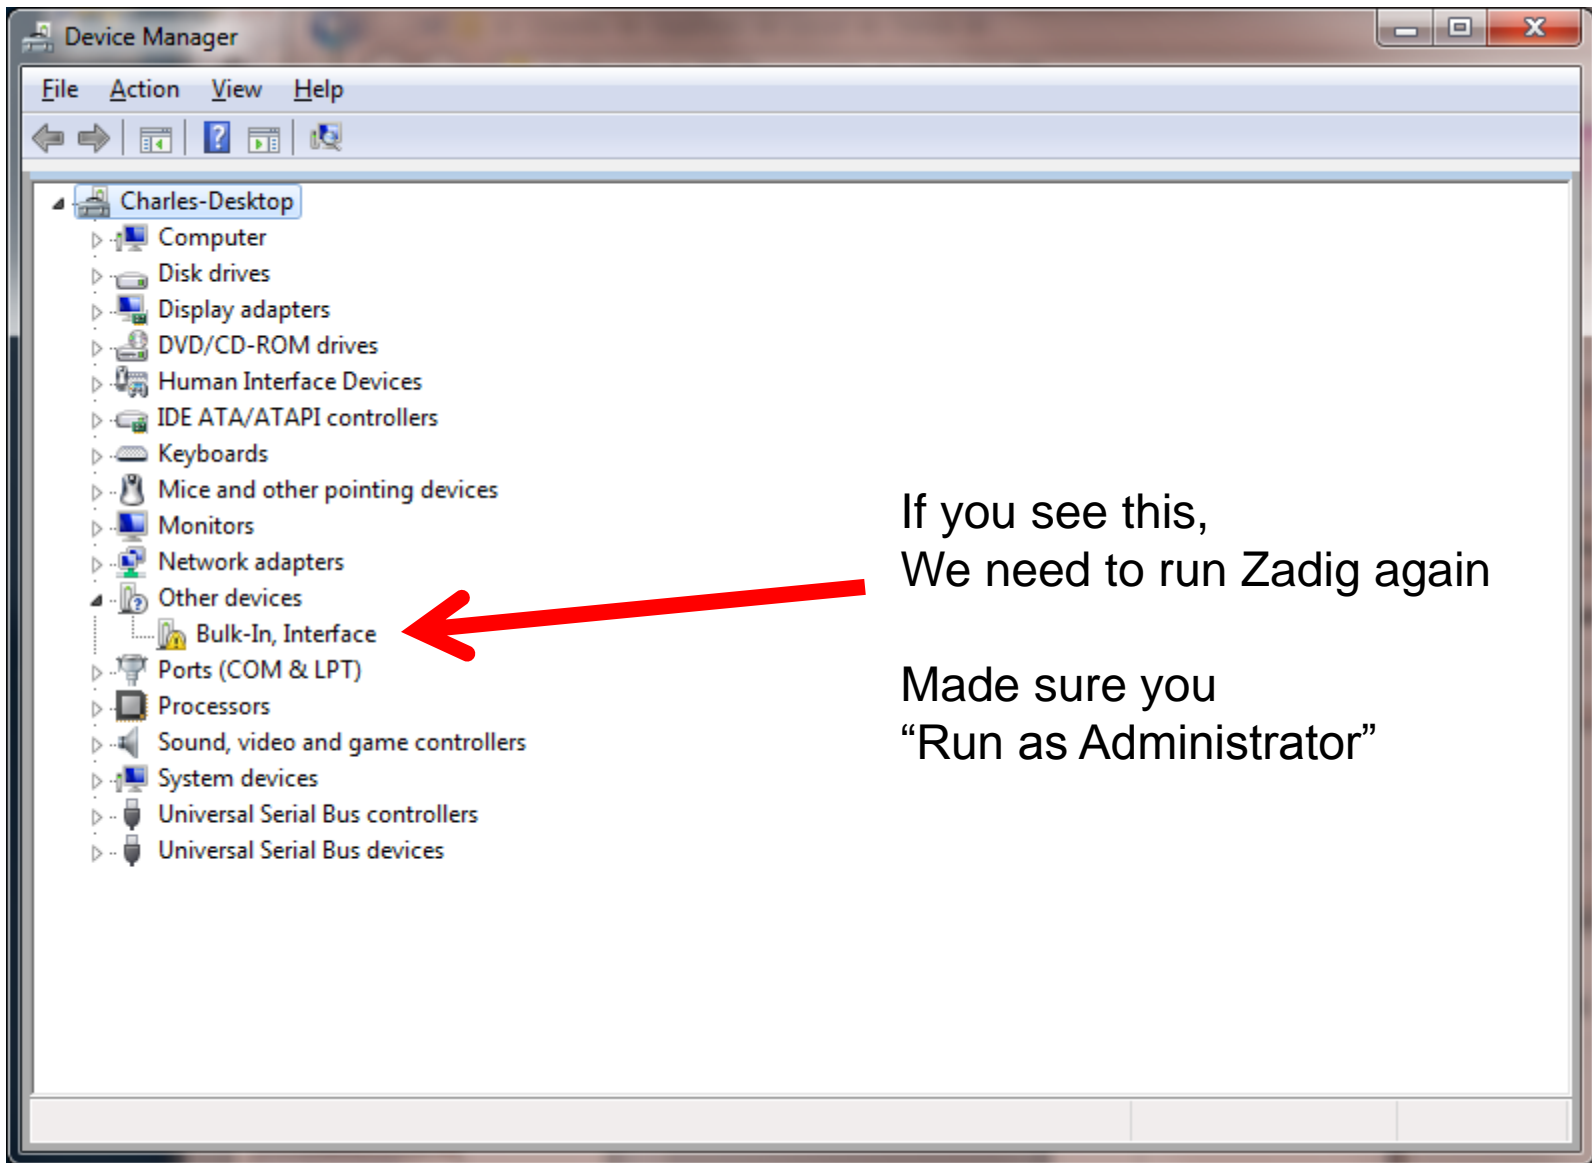 Device Manager
File Action View Help
Charles-Desktop
Computer
Disk drives
Display adapters
DVD/CD-ROM drives
Human Interface Devices
IDE ATA/ATAPI controllers
Keyboards
Mice and other pointing devices
Monitors
Network adapters
Other devices
Bulk-In, Interface
Ports (COM & LPT)
Processors
Sound, video and game controllers
System devices
Universal Serial Bus controllers
Universal Serial Bus devices
If you see this,
We need to run Zadig again
Made sure you
“Run as Administrator”